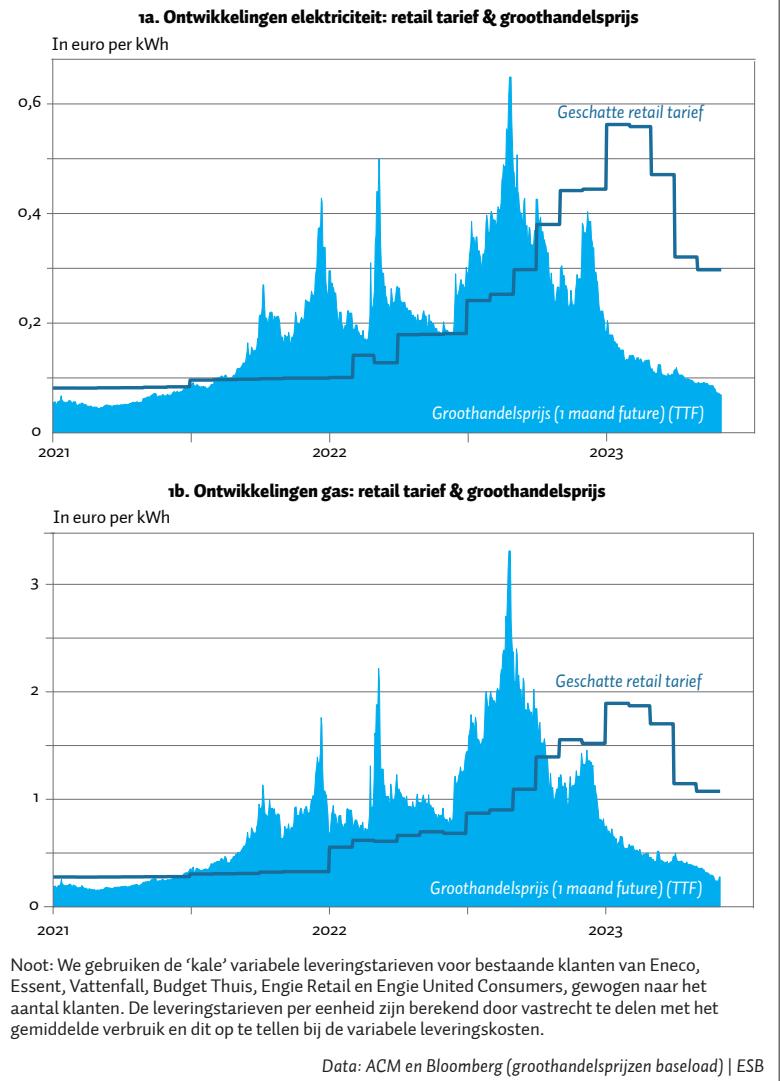 1a. Ontwikkelingen elektriciteit: retail tarief & groothandelsprijs
In euro per kWh
0,6
Geschatte retail tarief
0,4
0,2
Groothandelsprijs (1 maand future) (TTF)
0
2021
2022
2023
1b. Ontwikkelingen gas: retail tarief & groothandelsprijs
In euro per kWh
3
2
Geschatte retail tarief
1
Groothandelsprijs (1 maand future) (TTF)
0
2021
2022
2023
Noot: We gebruiken de ‘kale’ variabele leveringstarieven voor bestaande klanten van Eneco,
Essent, Vattenfall, Budget Thuis, Engie Retail en Engie United Consumers, gewogen naar het
aantal klanten. De leveringstarieven per eenheid zijn berekend door vastrecht te delen met het
gemiddelde verbruik en dit op te tellen bij de variabele leveringskosten.
Data: ACM en Bloomberg (groothandelsprijzen baseload) | ESB